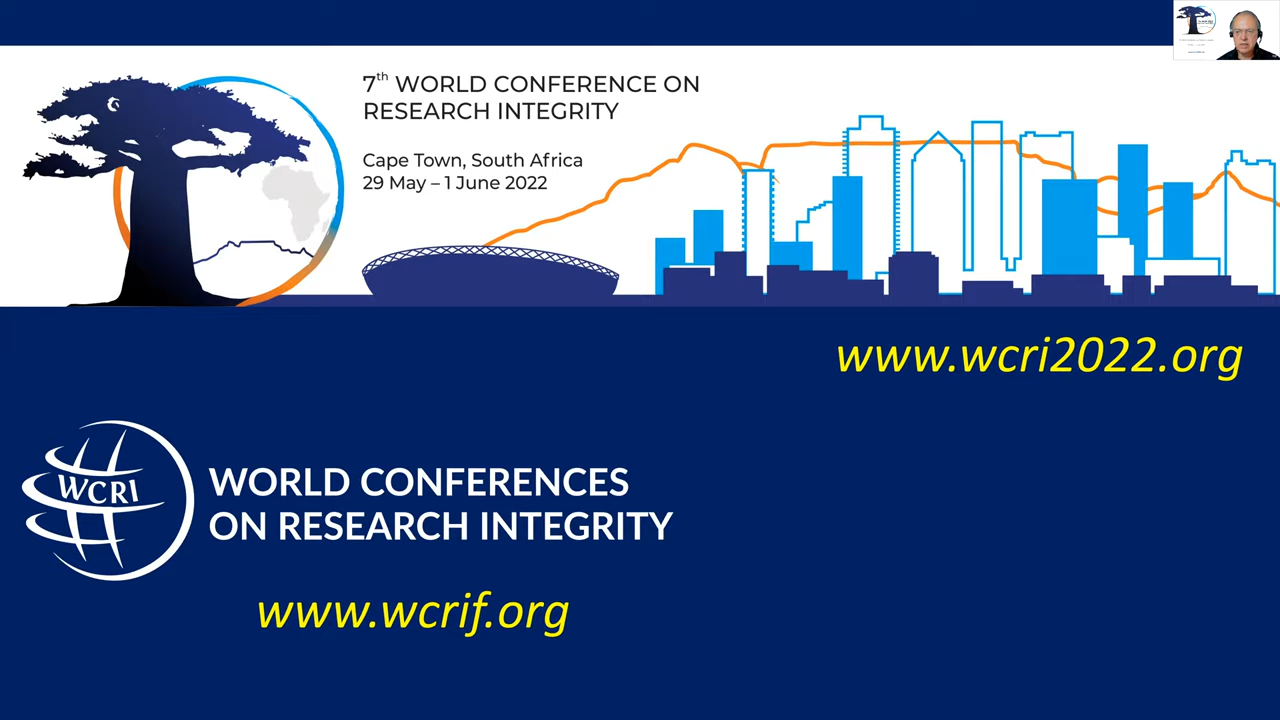 7th WORLD CONFERENCE ON
RESEARCH INTEGRITY
Cape Town, South Africa
29 May – 1 June 2022
www.wcri2022.org
WCRI
WORLD CONFERENCES
ON RESEARCH INTEGRITY
www.wcrif.org